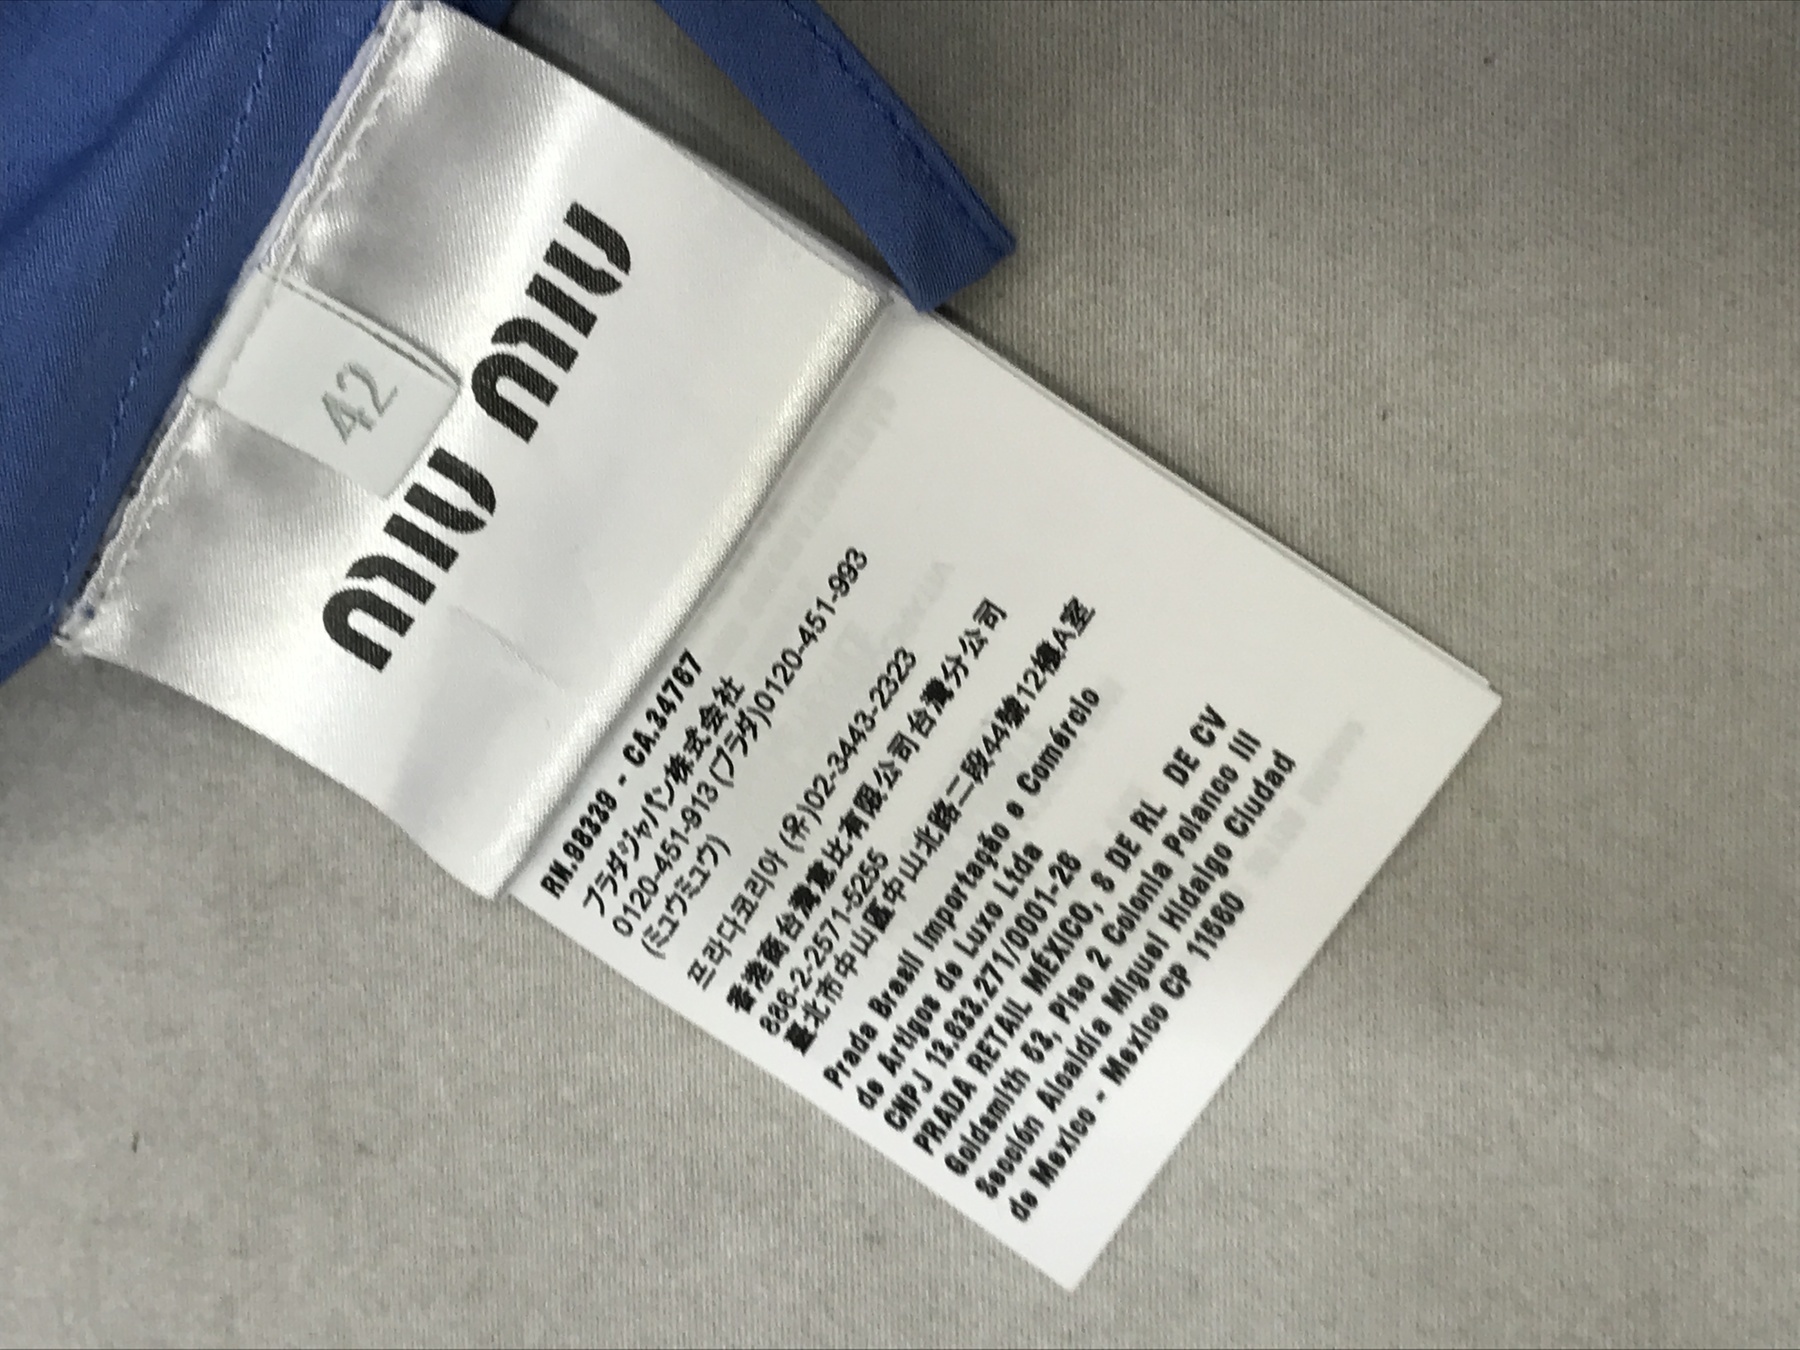 MIU MIU
42
RN.98339 - CA.34767
プラダジャパン株式会社
0120-451-913 (プラダ)0120-451-993
(ミュウミュウ)
프라다코리아 (유)02-3443-2323
香港商台灣意比有限公司台灣分公司
886-2-2571-5255
臺北市中山區中山北路二段44號12樓A室
Prada Brasil Importação e Comércio
de Artigos de Luxo Ltda
CNPJ 13.633.271/0001-26
PRADA RETAIL MÉXICO, S DE RL DE CV
Goldsmith 53, Piso 2 Colonia Polanco III
Sección Alcaldía Miguel Hidalgo Ciudad
de Mexico - Mexico CP 11560